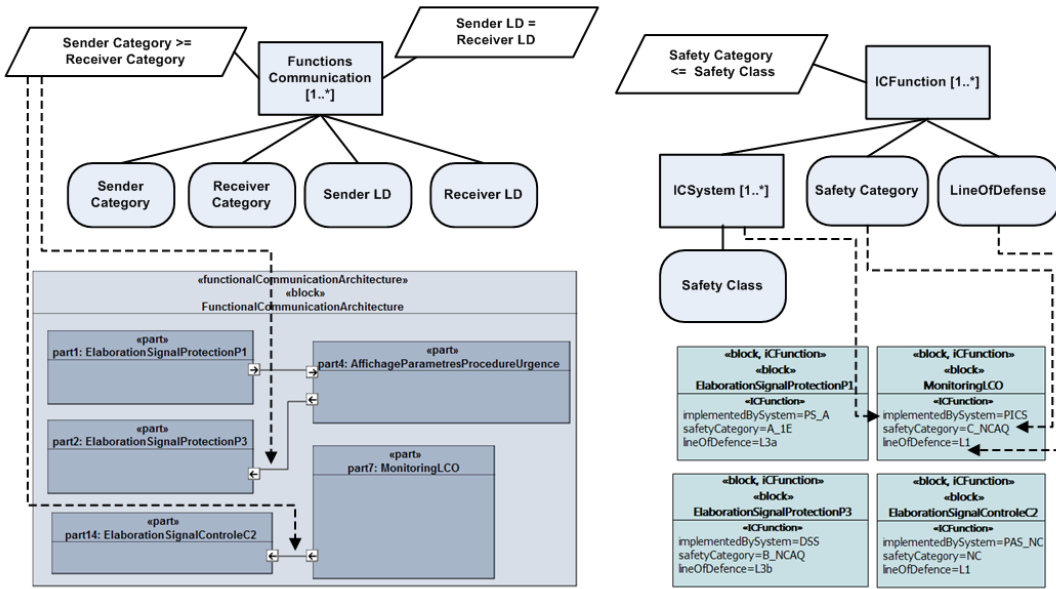 Sender Category >=
Receiver Category
Sender LD =
Receiver LD
Functions
Communication
[1..*]
Sender
Category
Receiver
Category
Sender LD
Receiver LD
Safety Category
<= Safety Class
ICFunction [1..*]
ICSystem [1..*]
Safety Category
LineOfDefense
Safety Class
«functionalCommunicationArchitecture»
«block»
FunctionalCommunicationArchitecture
«part»
part1: ElaborationSignalProtectionP1
«part»
part4: AffichageParametresProcedureUrgence
«part»
part2: ElaborationSignalProtectionP3
«part»
part7: MonitoringLCO
«part»
part14: ElaborationSignalControleC2
«block, iCFunction»
«block»
ElaborationSignalProtectionP1
«ICFunction»
implementedBySystem=PS_A
safetyCategory=A_1E
lineOfDefence=L3a
«block, iCFunction»
«block»
MonitoringLCO
«ICFunction»
implementedBySystem=PICS
safetyCategory=C_NCAQ
lineOfDefence=L1
«block, iCFunction»
«block»
ElaborationSignalProtectionP3
«ICFunction»
implementedBySystem=DSS
safetyCategory=B_NCAQ
lineOfDefence=L3b
«block, iCFunction»
«block»
ElaborationSignalControleC2
«ICFunction»
implementedBySystem=PAS_NC
safetyCategory=NC
lineOfDefence=L1